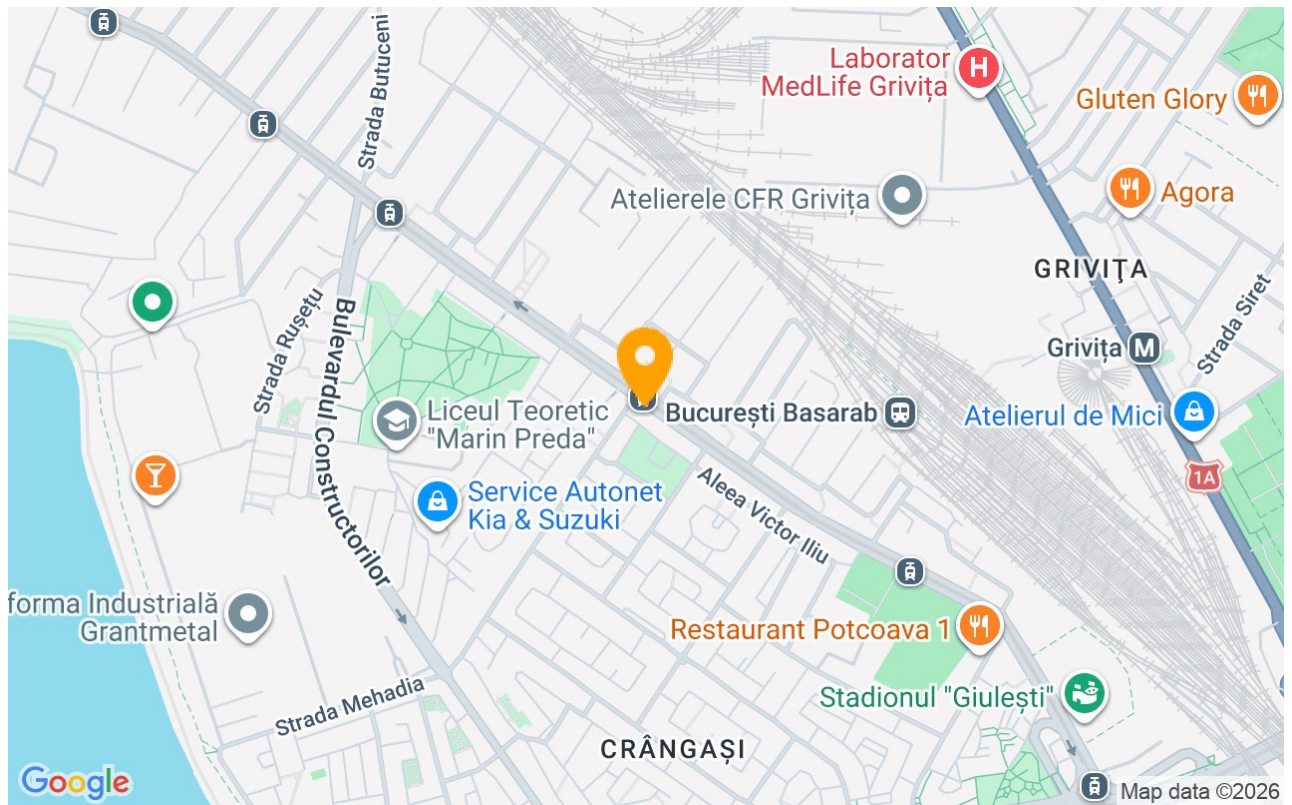 Strada Butuceni
Laborator
MedLife Grivița
H
Gluten Glory
Atelierele CFR Grivița
Agora
GRIVIŢA
Strada Siret
Strada Rușețu
Bulevardul Constructorilor
Grivița M
Liceul Teoretic
"Marin Preda"
București Basarab
Atelierul de Mici
1A
Service Autonet
Kia & Suzuki
Aleea Victor Iliu
forma Industrială
Grantmetal
Restaurant Potcoava 1
Strada Mehadia
Stadionul "Giulești"
CRÂNGAȘI
Google
Map data ©2026